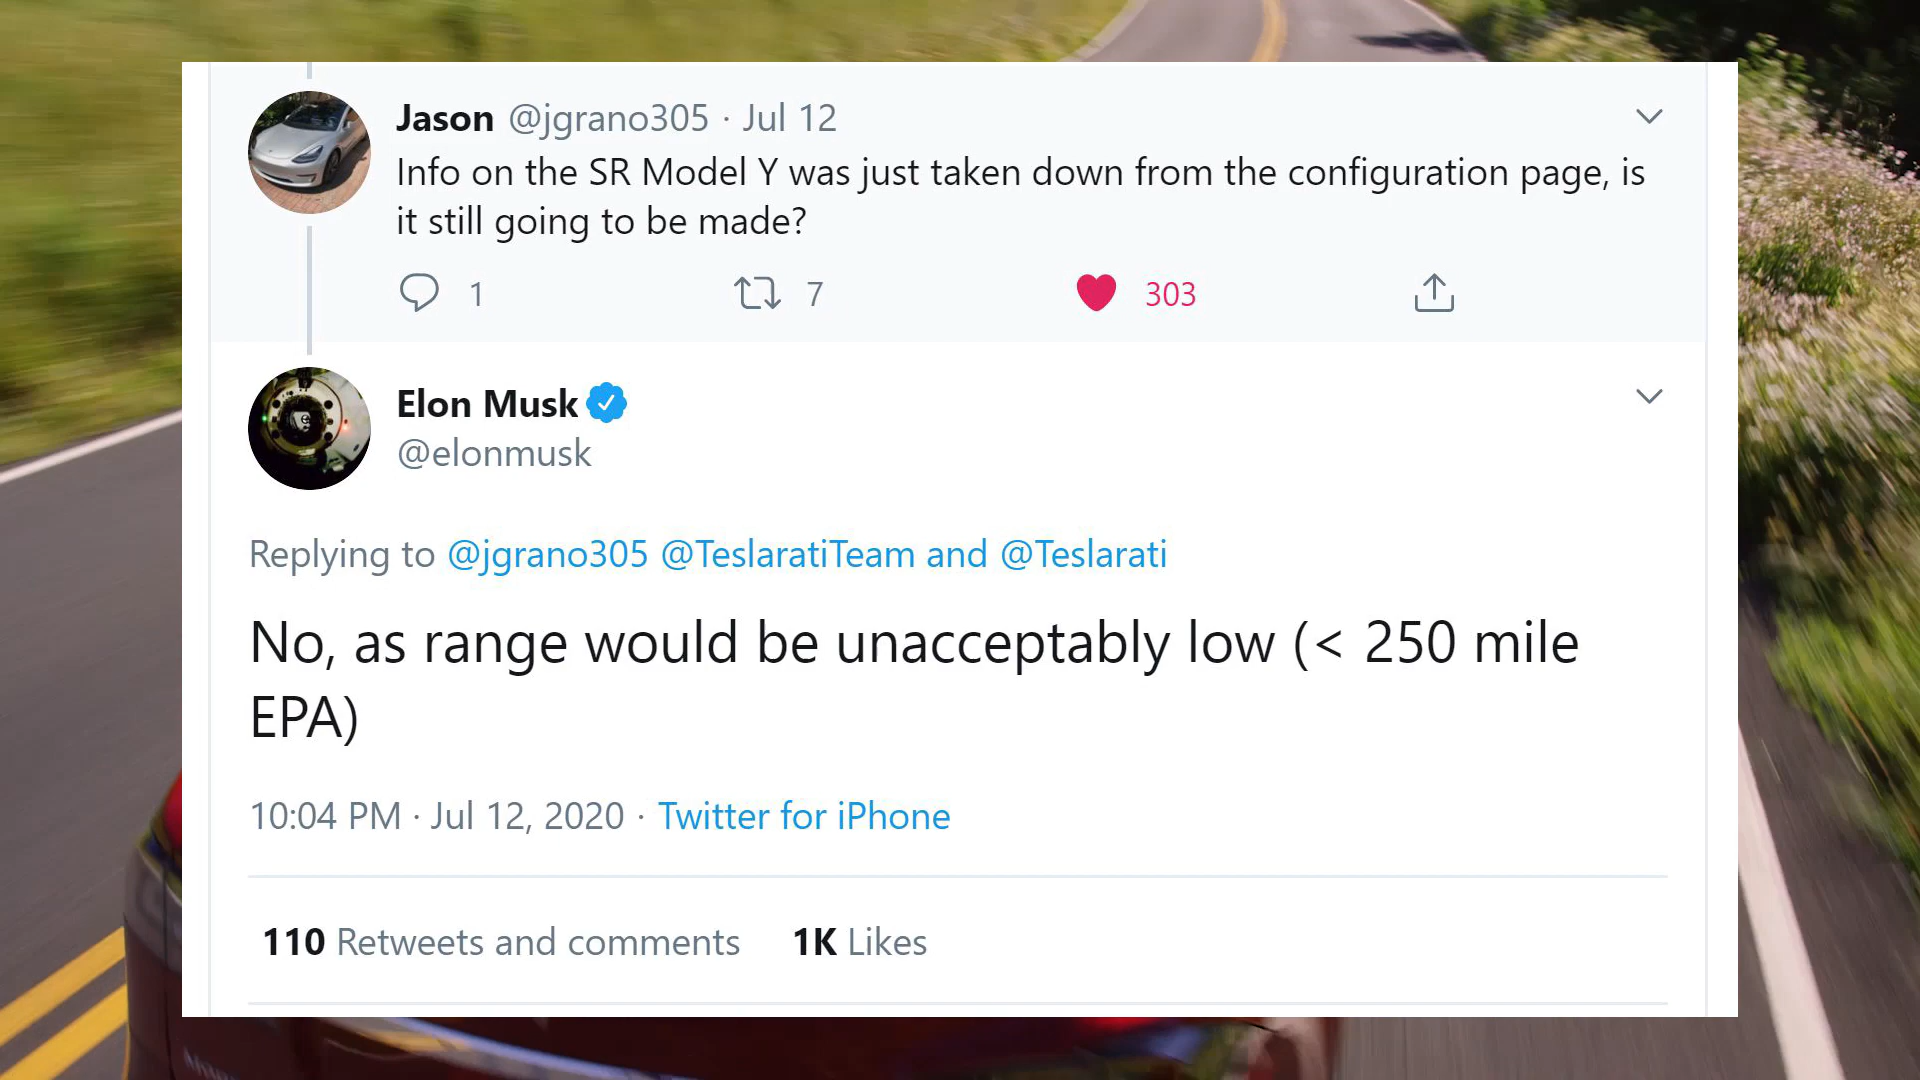 Jason @jgrano305 · Jul 12
Info on the SR Model Y was just taken down from the configuration page, is
it still going to be made?
1 7 303
Elon Musk
@elonmusk
Replying to @jgrano305 @TeslaratiTeam and @Teslarati
No, as range would be unacceptably low (< 250 mile
EPA)
10:04 PM · Jul 12, 2020 · Twitter for iPhone
110 Retweets and comments 1K Likes